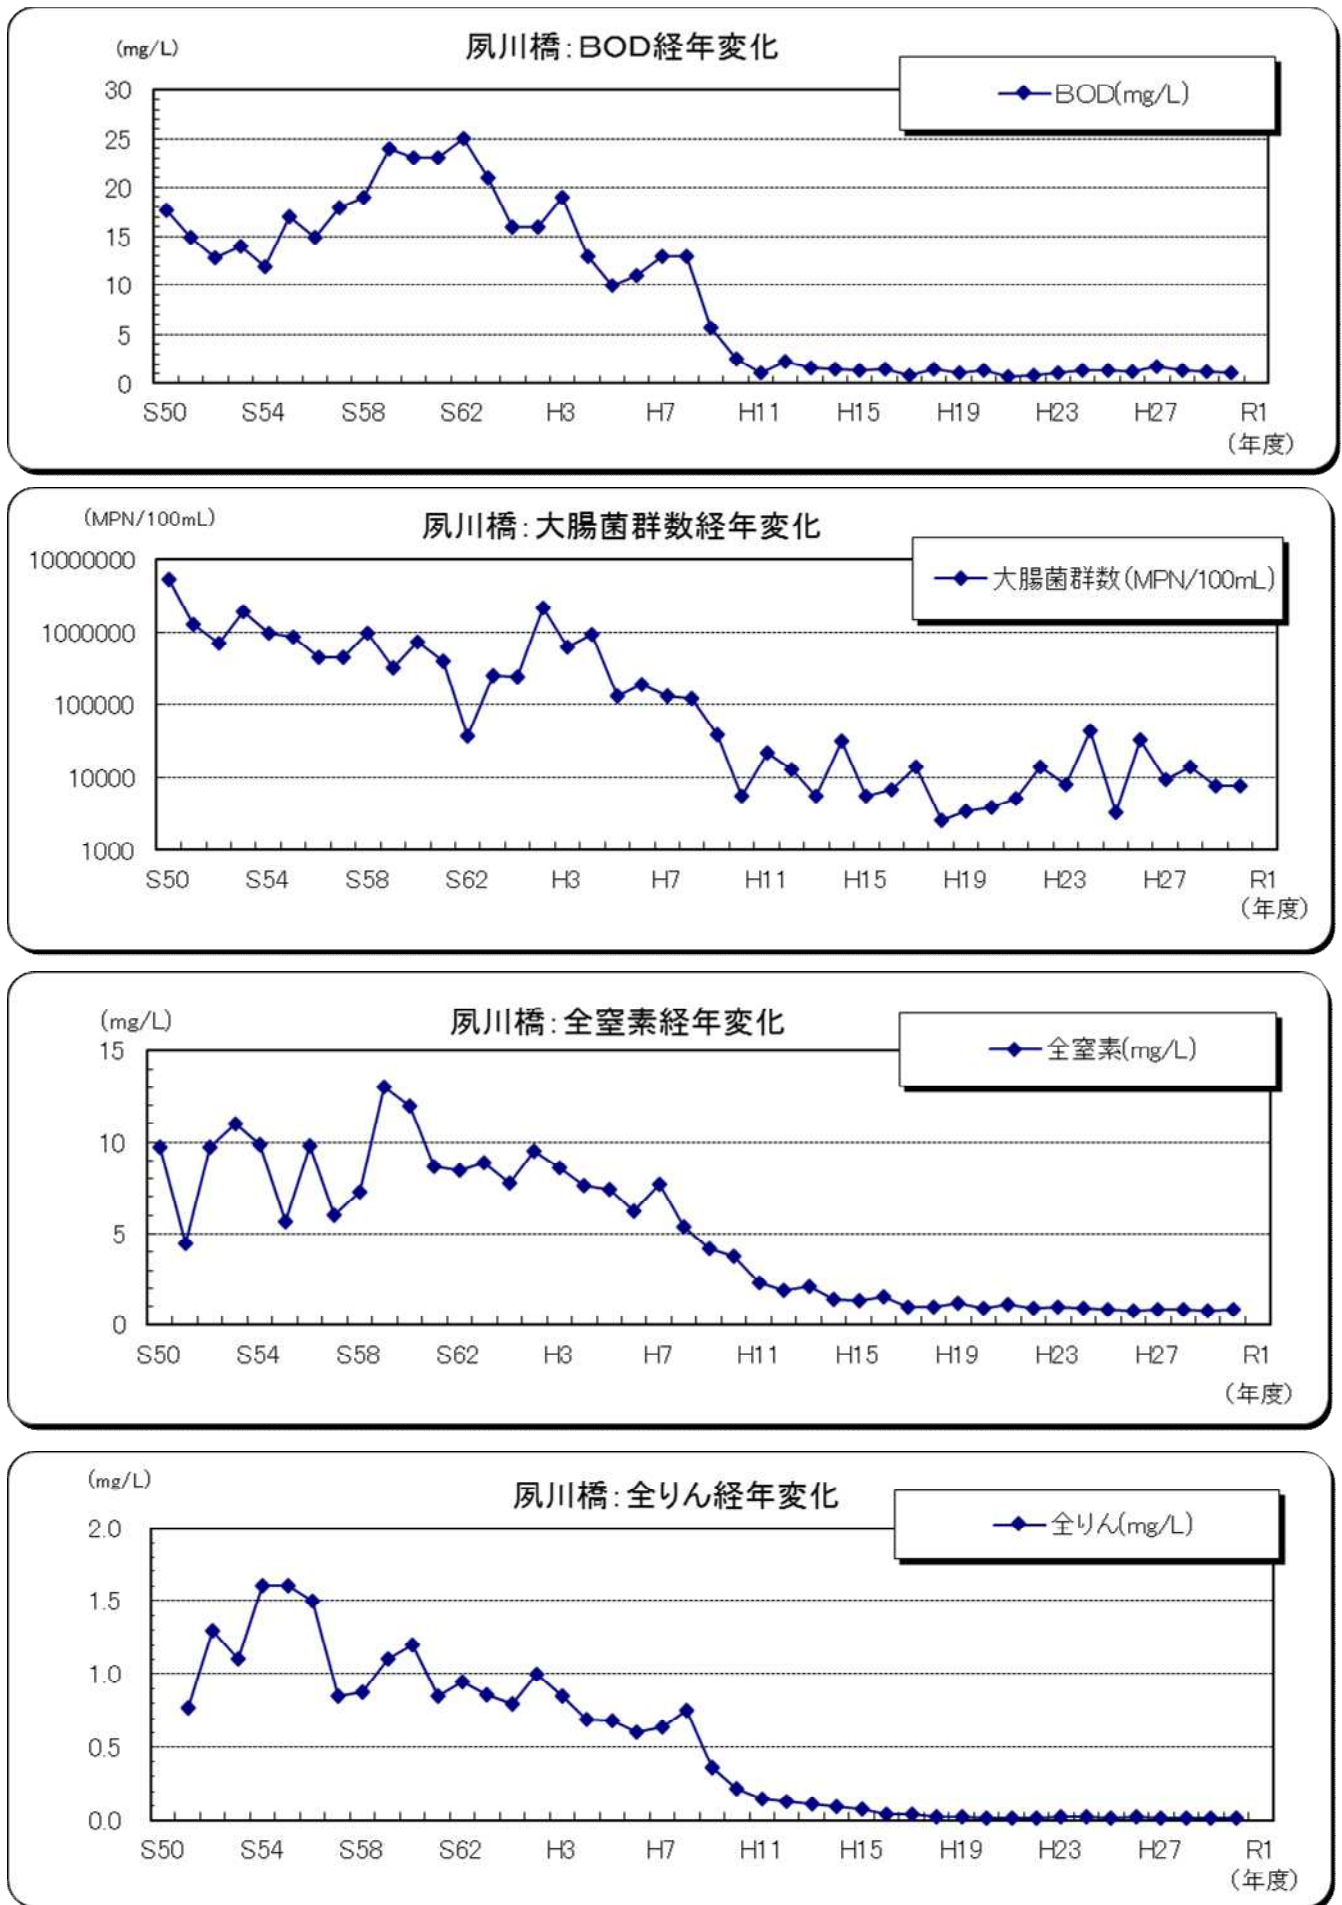 (mg/L)
夙川橋：ＢＯＤ経年変化
ＢＯＤ(mg/L)
30
25
20
15
10
5
0
S50 S54 S58 S62 H3 H7 H11 H15 H19 H23 H27 R1
（年度）
(MPN/100mL)
夙川橋：大腸菌群数経年変化
大腸菌群数(MPN/100mL)
10000000
1000000
100000
10000
1000
S50 S54 S58 S62 H3 H7 H11 H15 H19 H23 H27 R1
（年度）
(mg/L)
夙川橋：全窒素経年変化
全窒素(mg/L)
15
10
5
0
S50 S54 S58 S62 H3 H7 H11 H15 H19 H23 H27 R1
（年度）
(mg/L)
夙川橋：全りん経年変化
全りん(mg/L)
2.0
1.5
1.0
0.5
0.0
S50 S54 S58 S62 H3 H7 H11 H15 H19 H23 H27 R1
（年度）